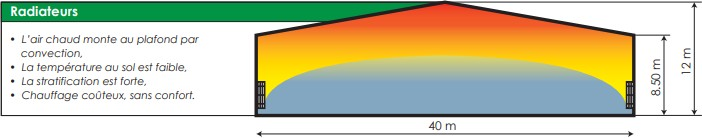 Radiateurs
• L'air chaud monte au plafond par
convection,
• La température au sol est faible,
• La stratification est forte,
• Chauffage coûteux, sans confort.
8.50 m
12 m
40 m